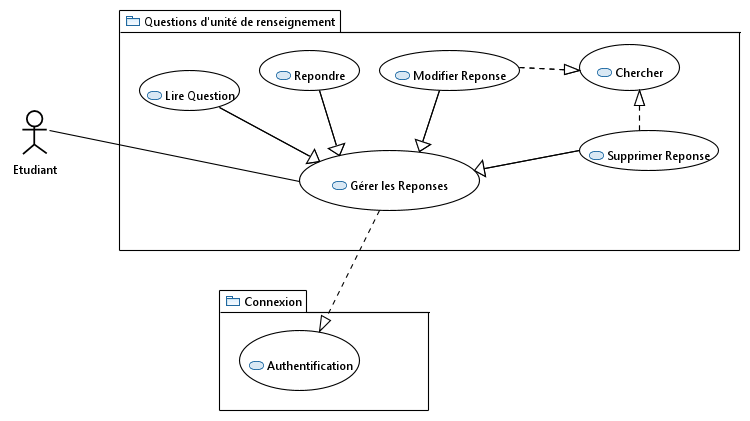 Questions d'unité de renseignement
Lire Question
Repondre
Modifier Reponse
Chercher
Supprimer Reponse
Gérer les Reponses
Etudiant
Connexion
Authentification